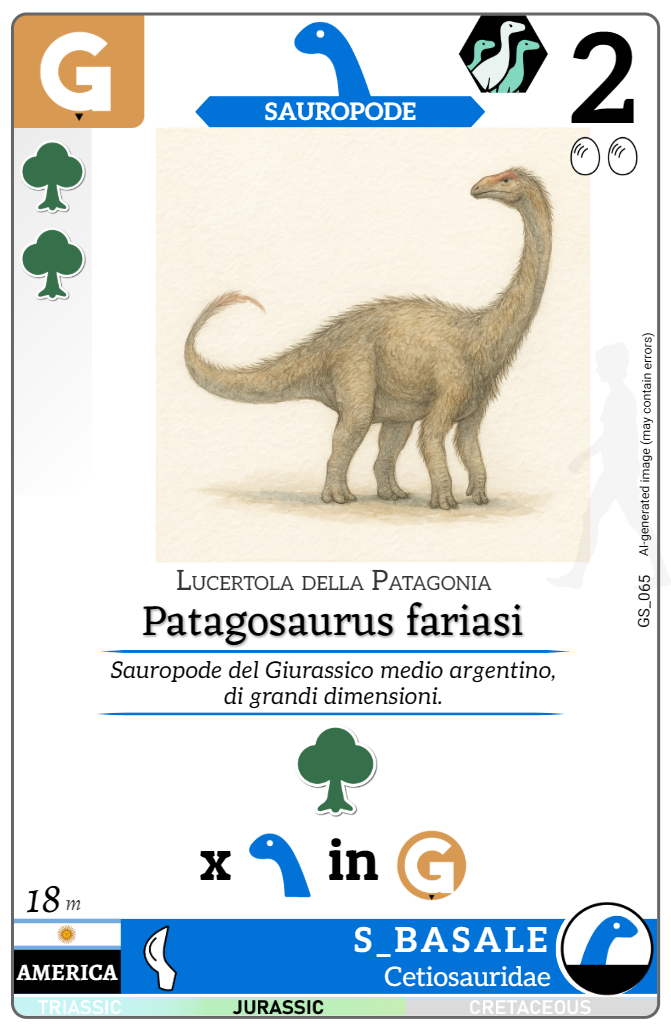 G
SAUROPODE
2
AI-generated image (may contain errors)
GS_065
Lucertola della Patagonia
Patagosaurus fariasi
Sauropode del Giurassico medio argentino,
di grandi dimensioni.
x in G
18 m
AMERICA
S_BASALE
Cetiosauridae
TRIASSIC JURASSIC CRETACEOUS